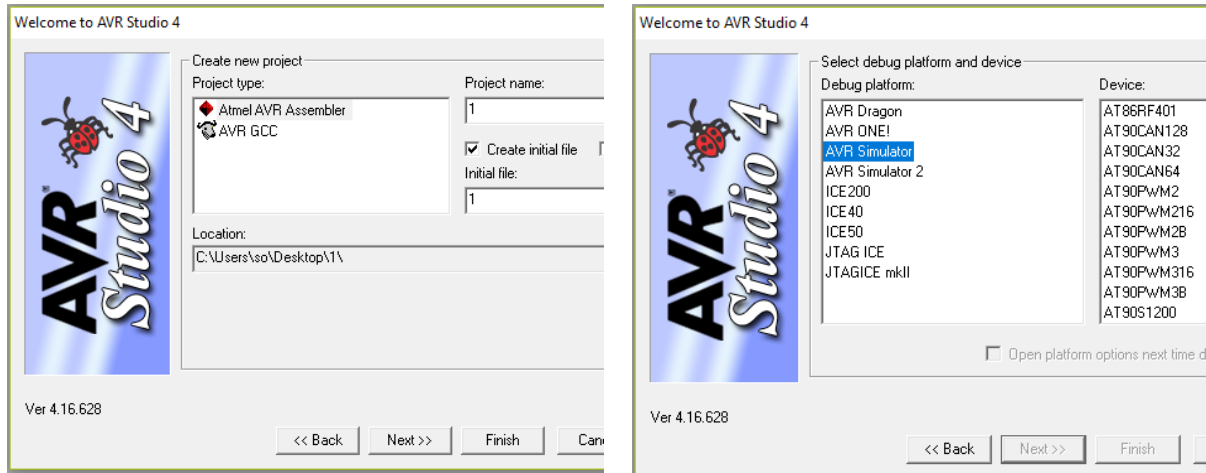 Welcome to AVR Studio 4
Create new project
Project type:
Atmel AVR Assembler
AVR GCC
Project name:
1
Create initial file
Initial file:
1
Location:
C:\Users\so\Desktop\1\
AVR Studio 4
Ver 4.16.628
<< Back
Next >>
Finish
Welcome to AVR Studio 4
Select debug platform and device
Debug platform:
AVR Dragon
AVR ONE!
AVR Simulator
AVR Simulator 2
ICE200
ICE40
ICE50
JTAG ICE
JTAGICE mkII
Device:
AT86RF401
AT90CAN128
AT90CAN32
AT90CAN64
AT90PWM2
AT90PWM216
AT90PWM2B
AT90PWM3
AT90PWM316
AT90PWM3B
AT90S1200
Open platform options next time d
AVR Studio 4
Ver 4.16.628
<< Back
Next >>
Finish